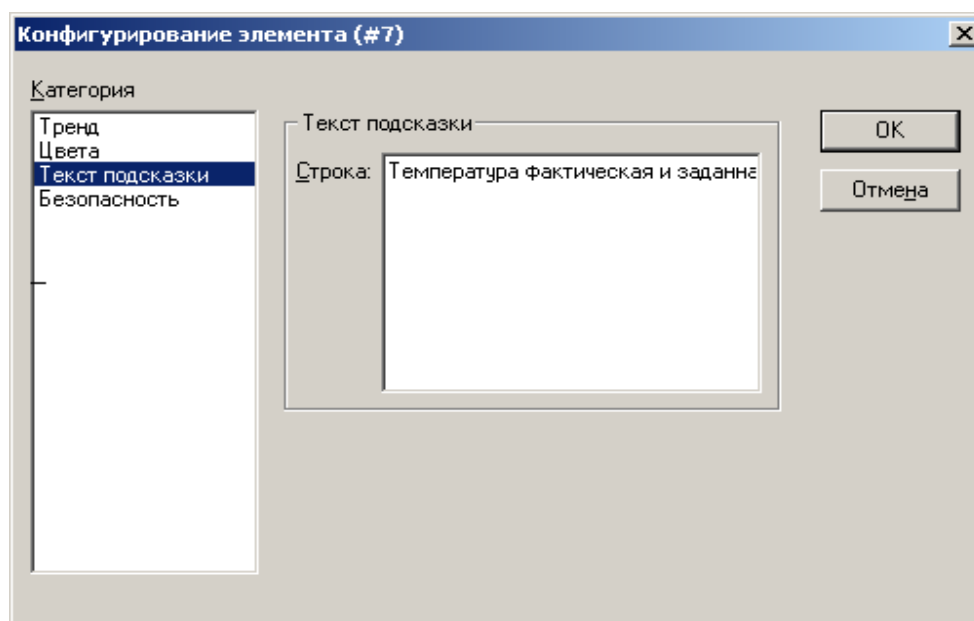 Конфигурирование элемента (#7)
Категория
Тренд
Цвета
Текст подсказки
Безопасность
Текст подсказки
Строка: Температура фактическая и заданна
OK
Отмена